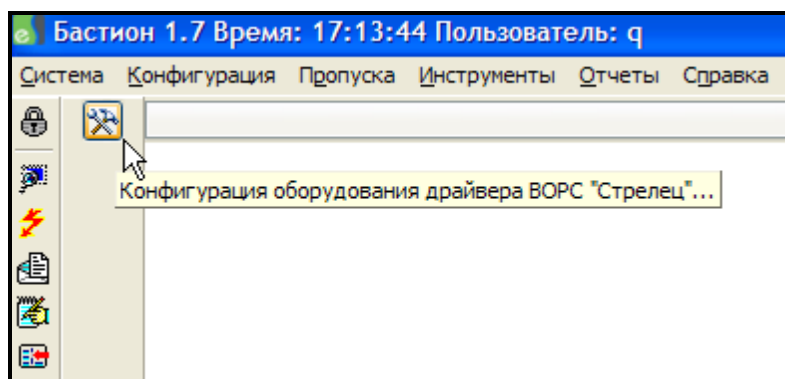 Бастион 1.7 Время: 17:13:44 Пользователь: q
Система Конфигурация Пропуска Инструменты Отчеты Справка
Конфигурация оборудования драйвера ВОРС "Стрелец"...